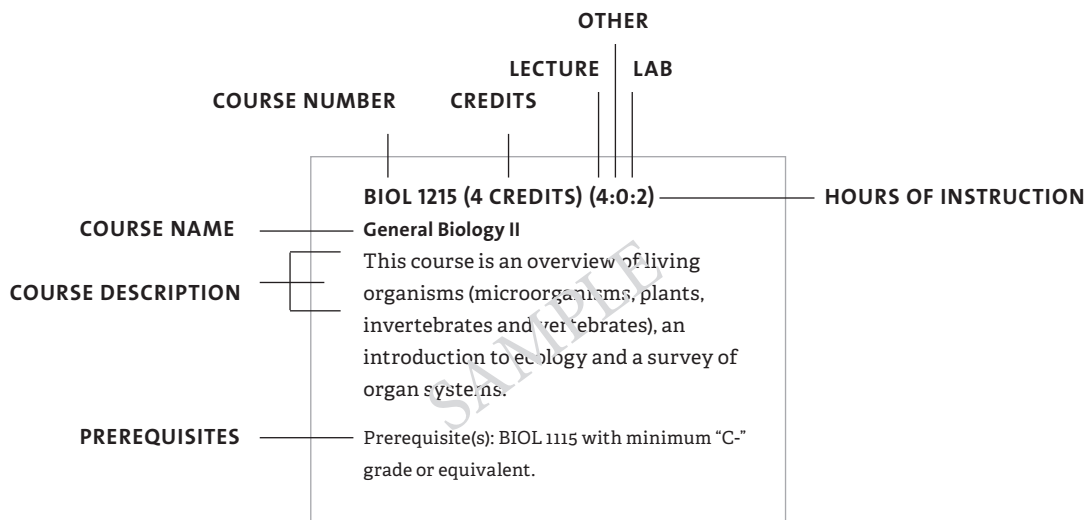 OTHER
LECTURE LAB
COURSE NUMBER CREDITS
BIOL 1215 (4 CREDITS) (4:0:2) HOURS OF INSTRUCTION
COURSE NAME General Biology II
This course is an overview of living
COURSE DESCRIPTION organisms (microorganisms, plants,
invertebrates and vertebrates), an
introduction to ecology and a survey of
organ systems.
SAMPLE
PREREQUISITES Prerequisite(s): BIOL 1115 with minimum “C-”
grade or equivalent.